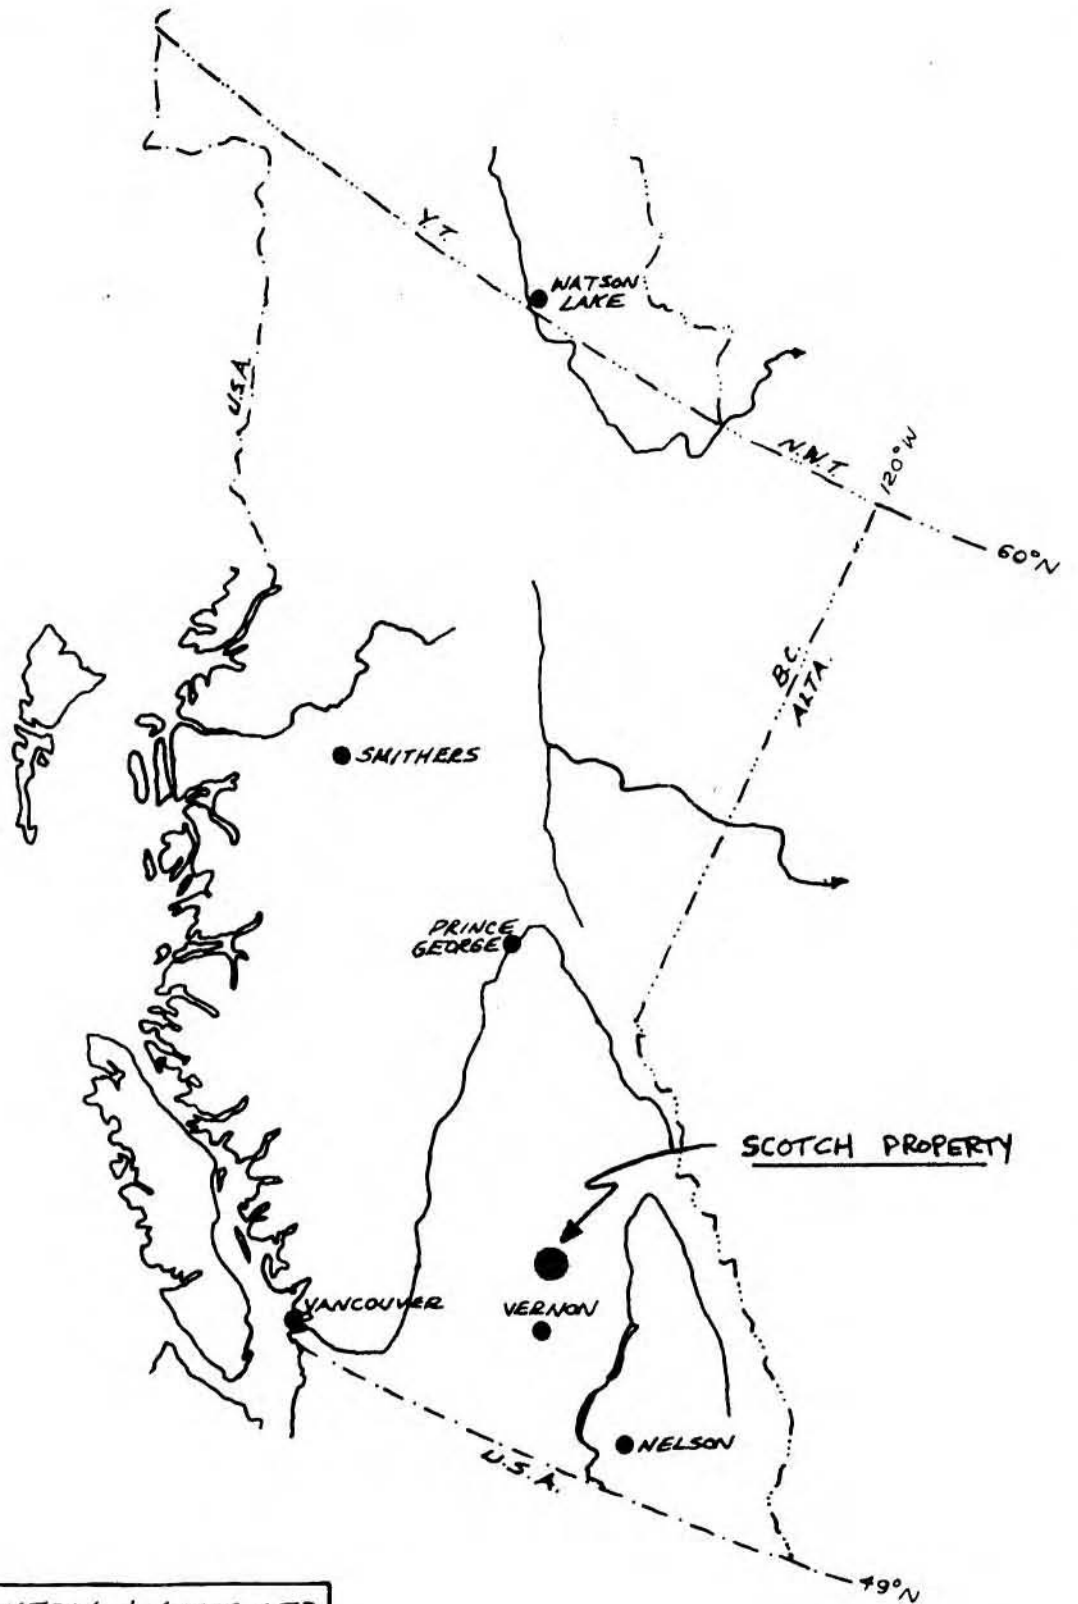 Y.T.
WATSON
LAKE
U.S.A.
N.W.T.
120°W
60°N
B.C.
ALTA.
SMITHERS
PRINCE
GEORGE
SCOTCH PROPERTY
VANCOUVER
VERNON
NELSON
U.S.A.
49°N